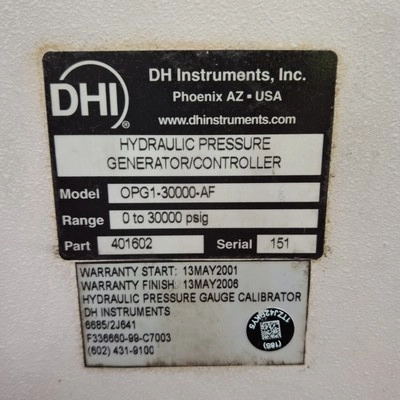 DHI®
DH Instruments, Inc.
Phoenix AZ ▪ USA
www.dhinstruments.com
HYDRAULIC PRESSURE
GENERATOR/CONTROLLER
Model OPG1-30000-AF
Range 0 to 30000 psig
Part 401602 Serial 151
WARRANTY START: 13MAY2001
WARRANTY FINISH: 13MAY2006
HYDRAULIC PRESSURE GAUGE CALIBRATOR
DH INSTRUMENTS
6685/2J641
F336660-99-C7003
(602) 431-9100